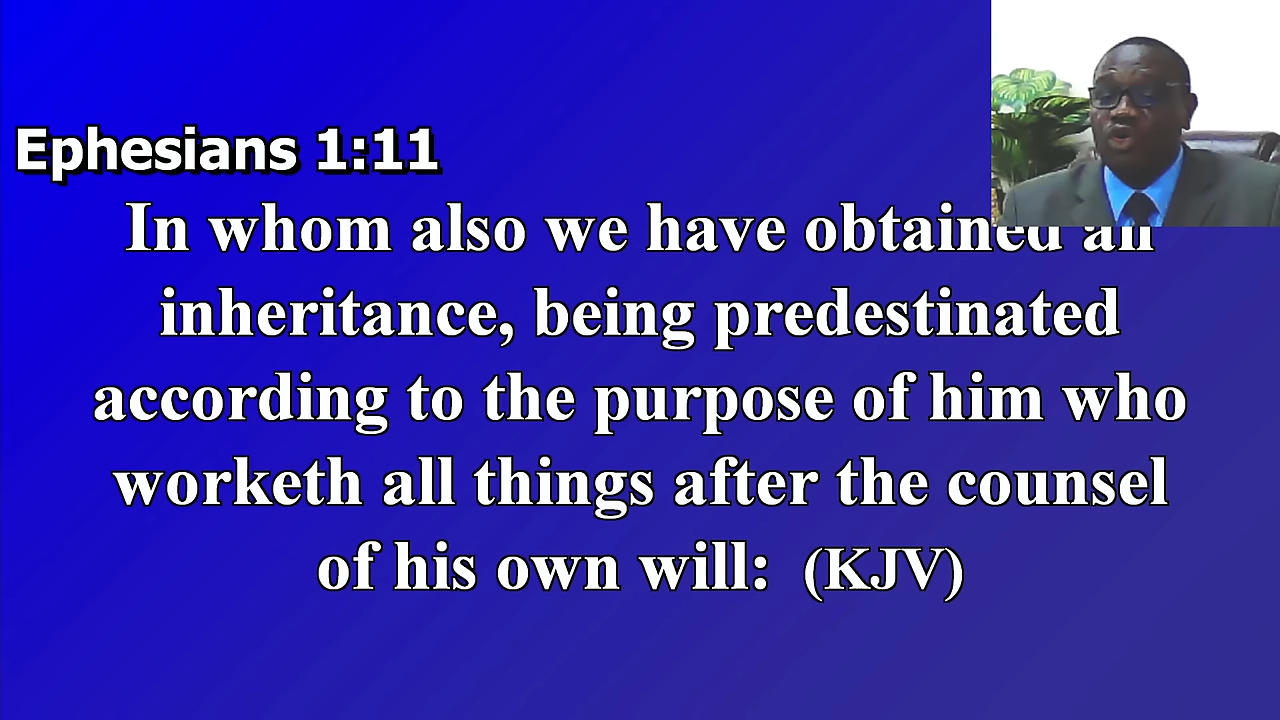 Ephesians 1:11
In whom also we have obtained an
inheritance, being predestinated
according to the purpose of him who
worketh all things after the counsel
of his own will: (KJV)